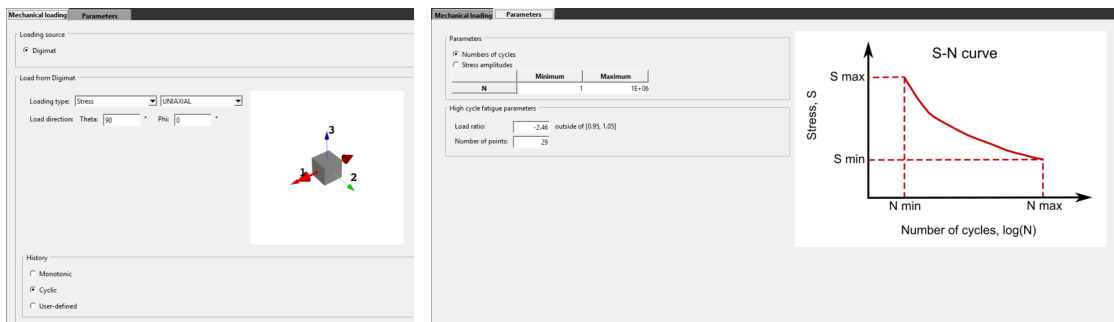 Mechanical loading Parameters
Loading source
Digimat
Load from Digimat
Loading type: Stress UNIAXIAL
Load direction: Theta: 90 ° Phi: 0 °
3
1
2
History
Monotonic
Cyclic
User-defined
Mechanical loading Parameters
Parameters
Numbers of cycles
Stress amplitudes
Minimum Maximum
N 1 1E+06
High cycle fatigue parameters
Load ratio: -2.46 outside of [0.95, 1.05]
Number of points: 29
S-N curve
S max
Stress, S
S min
N min N max
Number of cycles, log(N)